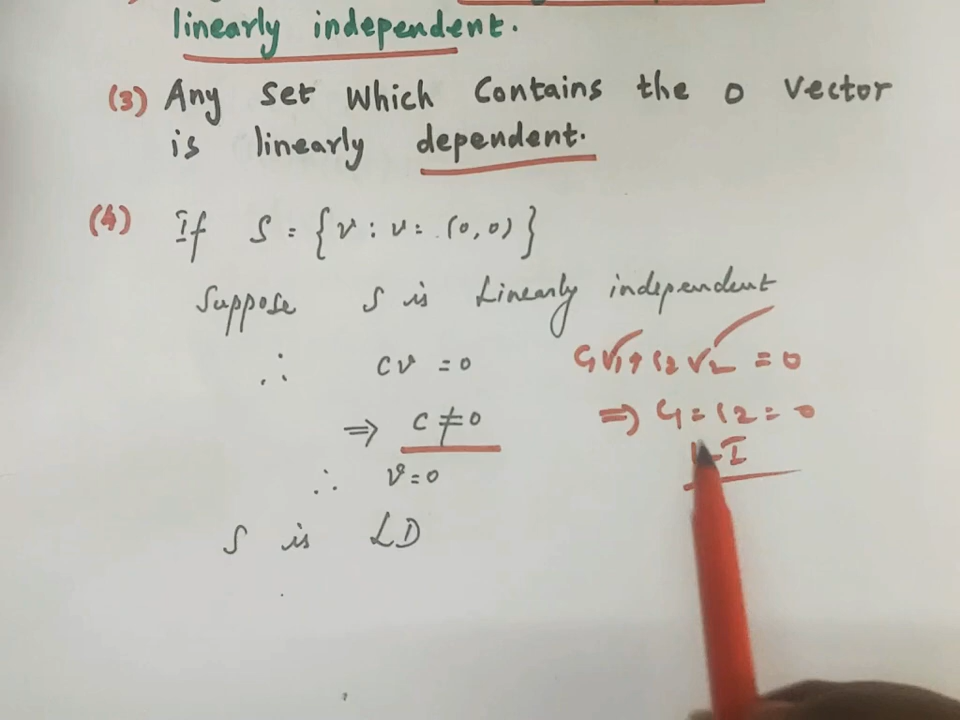 linearly independent.
(3) Any set which contains the 0 vector
is linearly dependent.
(4) If S = {v : v = (0,0)}
Suppose S is Linearly independent
∴ cv = 0
c₁v₁ + c₂v₂ = 0
⇒ c ≠ 0
⇒ c₁ = c₂ = 0
∴ v = 0
S is LD